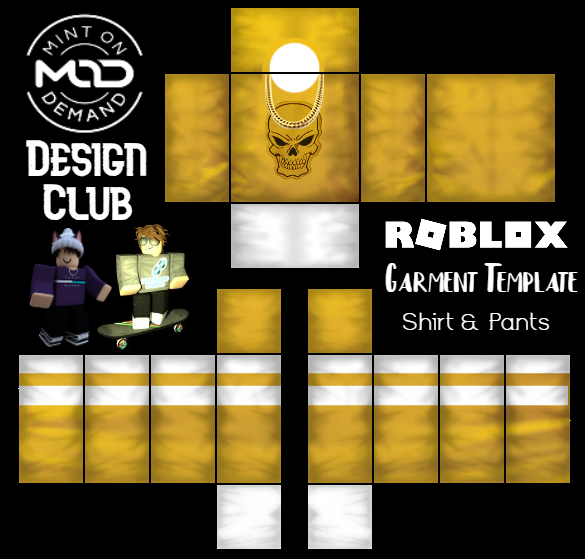 MINT ON
MOD
DEMAND
DESIGN
CLUB
ROBLOX
GARMENT TEMPLATE
Shirt & Pants